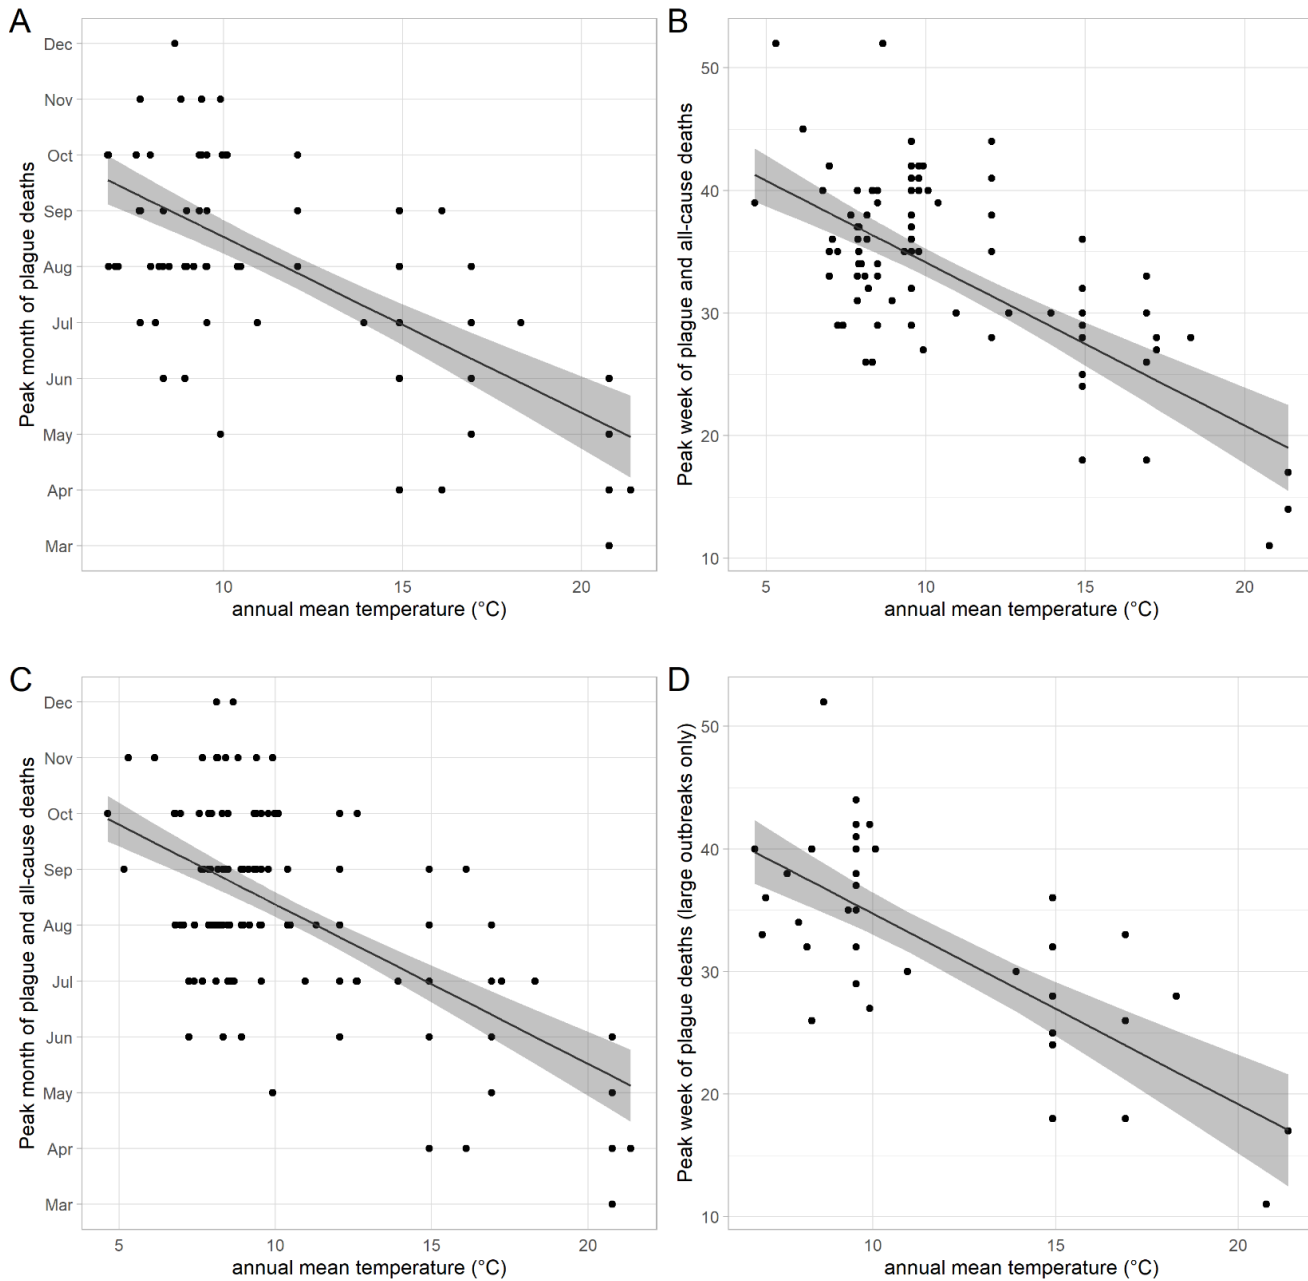 A
Peak month of plague deaths
Dec
Nov
Oct
Sep
Aug
Jul
Jun
May
Apr
Mar
10
15
20
annual mean temperature (°C)
B
Peak week of plague and all-cause deaths
50
40
30
20
10
5
10
15
20
annual mean temperature (°C)
C
Peak month of plague and all-cause deaths
Dec
Nov
Oct
Sep
Aug
Jul
Jun
May
Apr
Mar
5
10
15
20
annual mean temperature (°C)
D
Peak week of plague deaths (large outbreaks only)
50
40
30
20
10
10
15
20
annual mean temperature (°C)